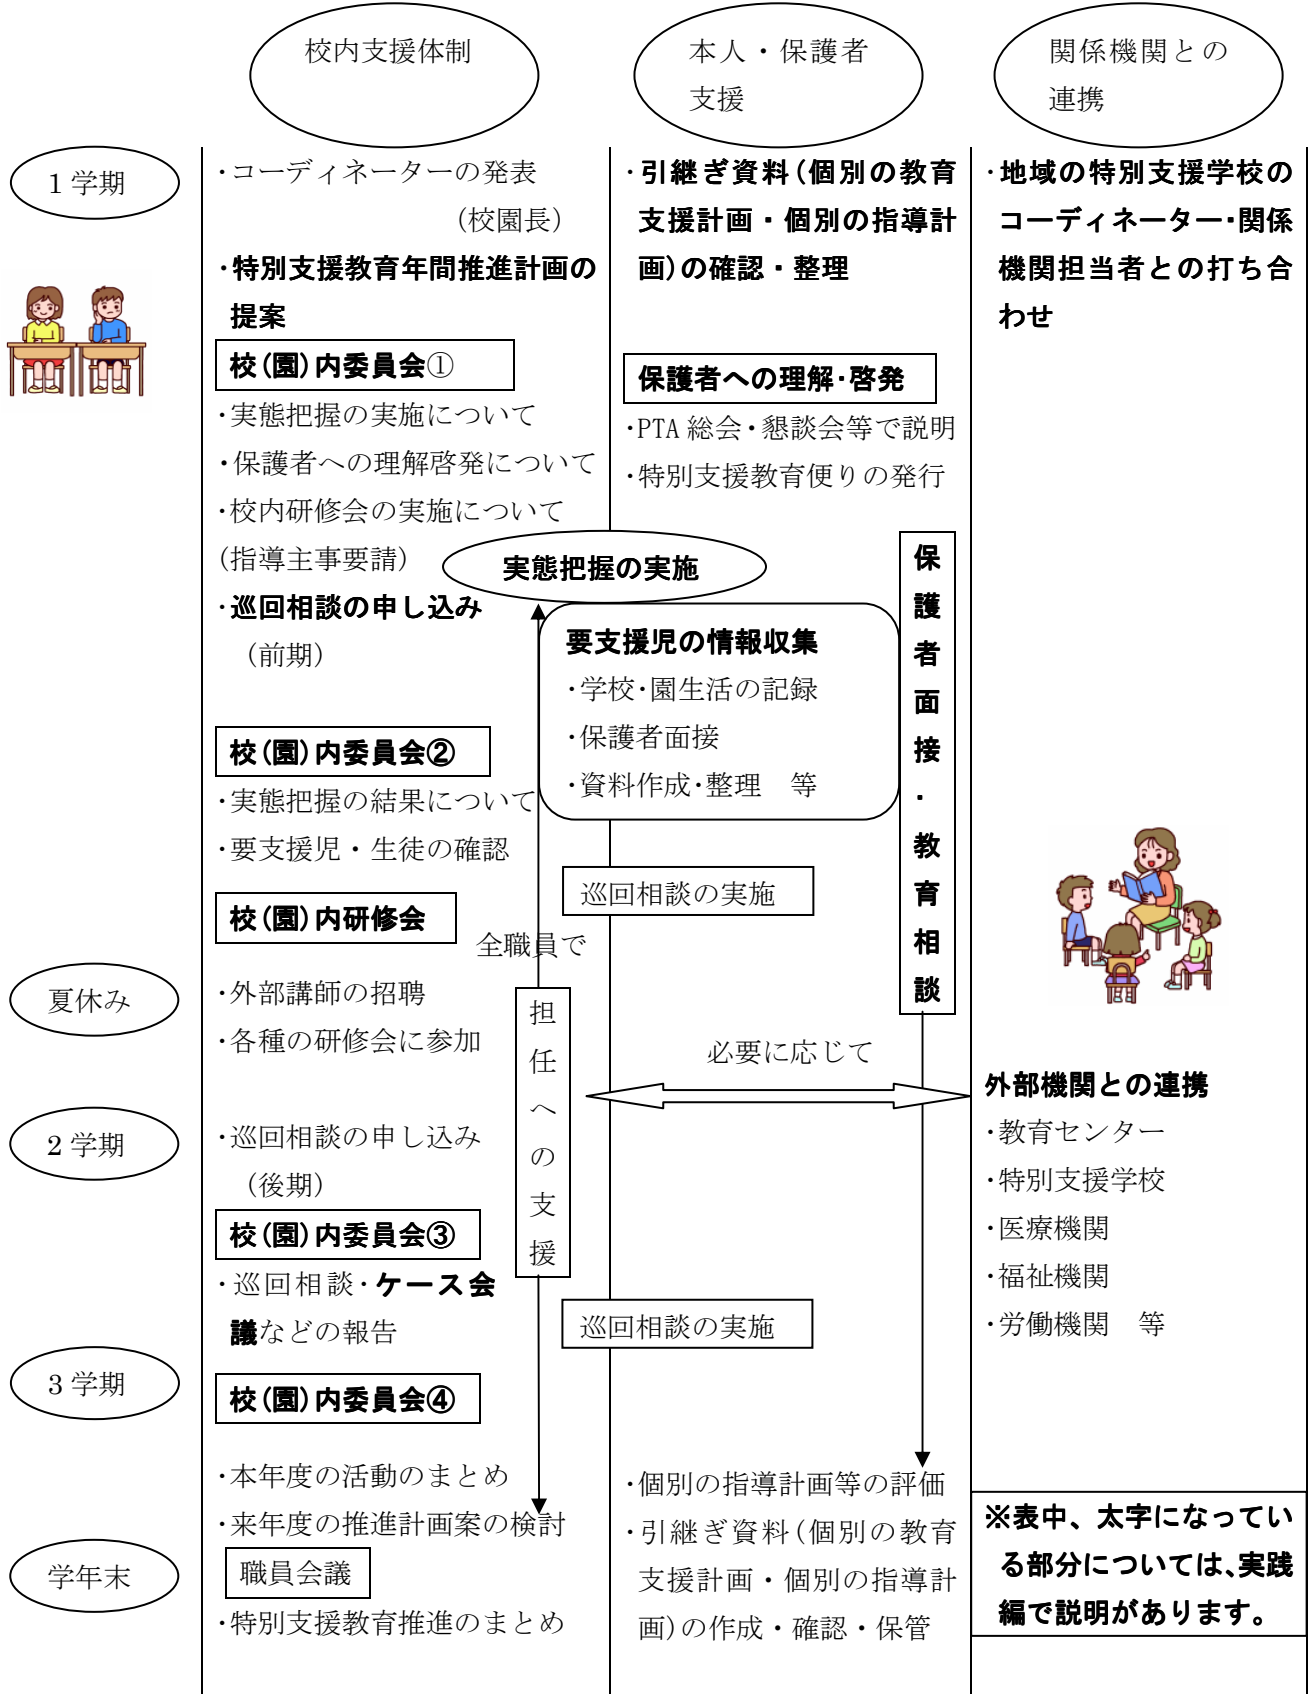 校内支援体制
本人・保護者
支援
関係機関との
連携
1学期
・コーディネーターの発表
（校園長）
・特別支援教育年間推進計画の
提案
校(園)内委員会①
・実態把握の実施について
・保護者への理解啓発について
・校内研修会の実施について
(指導主事要請)
・巡回相談の申し込み
（前期）
校(園)内委員会②
・実態把握の結果について
・要支援児・生徒の確認
校(園)内研修会
全職員で
夏休み
・外部講師の招聘
・各種の研修会に参加
担任への支援
2学期
・巡回相談の申し込み
（後期）
校(園)内委員会③
・巡回相談・ケース会
議などの報告
3学期
校(園)内委員会④
・本年度の活動のまとめ
・来年度の推進計画案の検討
学年末
職員会議
・特別支援教育推進のまとめ
・引継ぎ資料(個別の教育
支援計画・個別の指導計
画)の確認・整理
保護者への理解・啓発
・PTA 総会・懇談会等で説明
・特別支援教育便りの発行
実態把握の実施
要支援児の情報収集
・学校・園生活の記録
・保護者面接
・資料作成・整理　等
保護者面接・教育相談
巡回相談の実施
必要に応じて
巡回相談の実施
・個別の指導計画等の評価
・引継ぎ資料(個別の教育
支援計画・個別の指導計
画)の作成・確認・保管
・地域の特別支援学校の
コーディネーター・関係
機関担当者との打ち合
わせ
外部機関との連携
・教育センター
・特別支援学校
・医療機関
・福祉機関
・労働機関　等
※表中、太字になってい
る部分については、実践
編で説明があります。